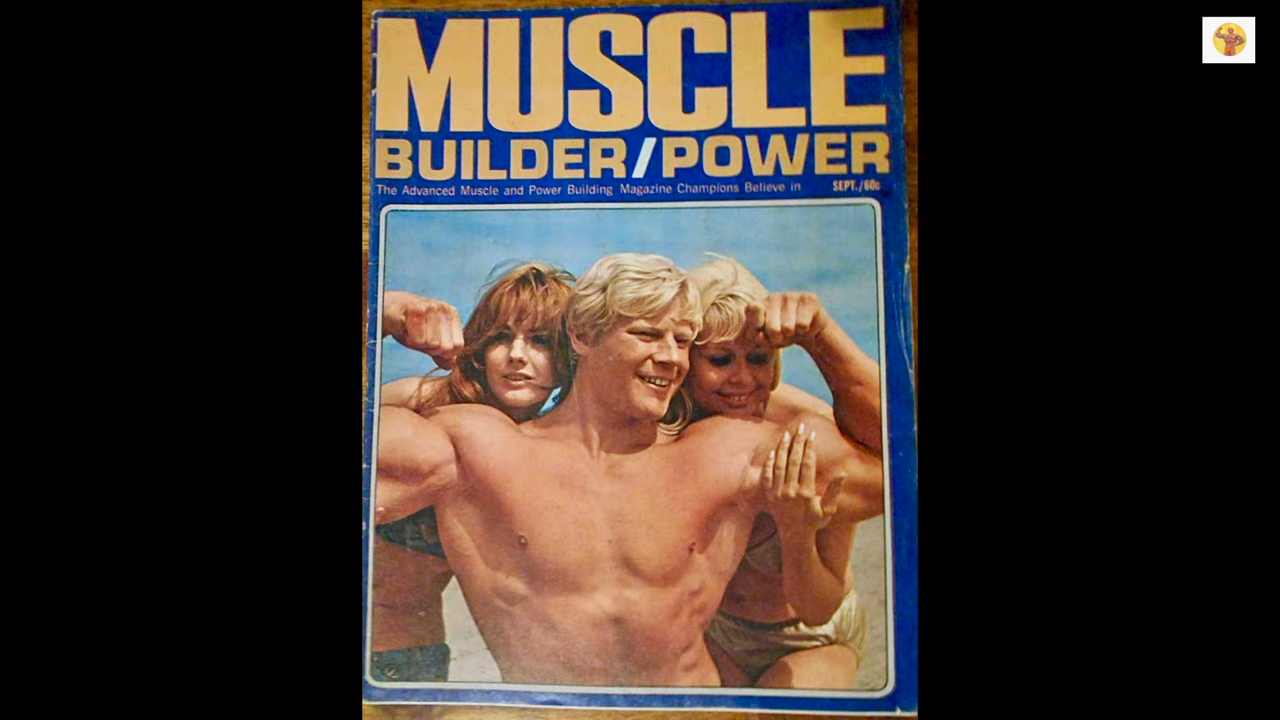 MUSCLE
BUILDER/POWER
The Advanced Muscle and Power Building Magazine Champions Believe in SEPT./60¢